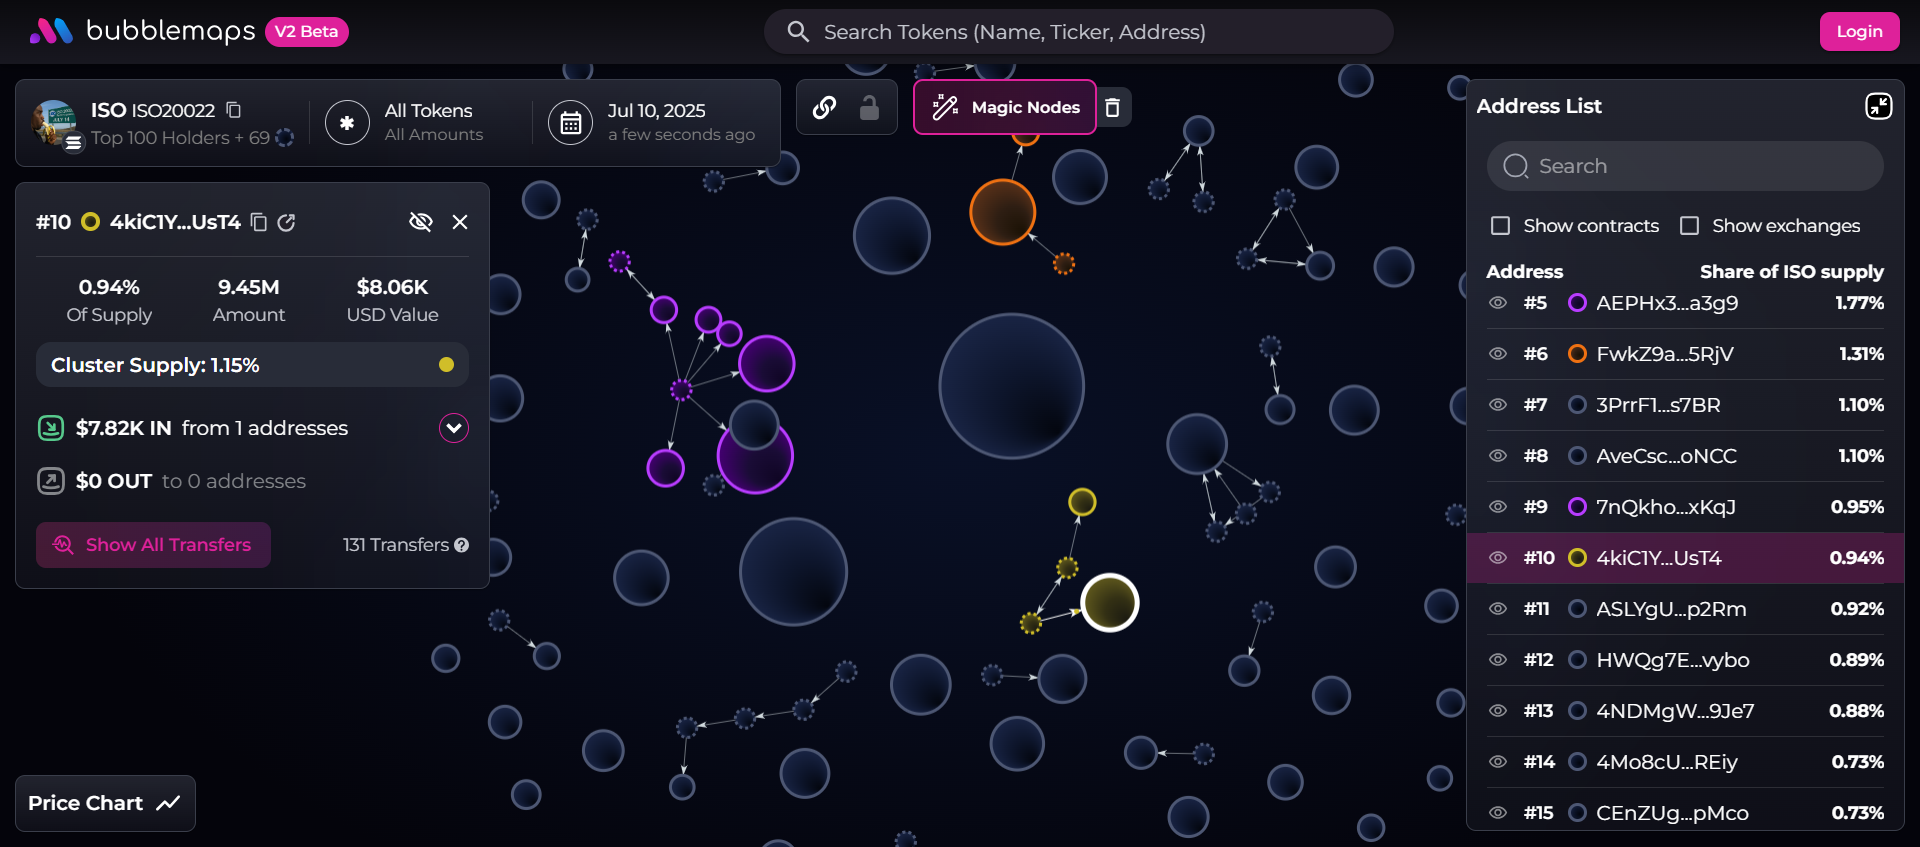 bubblemaps V2 Beta
Search Tokens (Name, Ticker, Address)
Login
ISO ISO20022
Top 100 Holders + 69
All Tokens
All Amounts
Jul 10, 2025
a few seconds ago
Magic Nodes
#10 4kiC1Y...UsT4
0.94% 9.45M $8.06K
Of Supply Amount USD Value
Cluster Supply: 1.15%
$7.82K IN from 1 addresses
$0 OUT to 0 addresses
Show All Transfers 131 Transfers ?
Price Chart
Address List
Search
Show contracts Show exchanges
Address Share of ISO supply
#5 AEPHx3...a3g9 1.77%
#6 FwkZ9a...5RjV 1.31%
#7 3PrrF1...s7BR 1.10%
#8 AveCsc...oNCC 1.10%
#9 7nQkho...xKqJ 0.95%
#10 4kiC1Y...UsT4 0.94%
#11 ASLYgU...p2Rm 0.92%
#12 HWQg7E...vybo 0.89%
#13 4NDMgW...9Je7 0.88%
#14 4Mo8cU...REiy 0.73%
#15 CEnZUg...pMco 0.73%